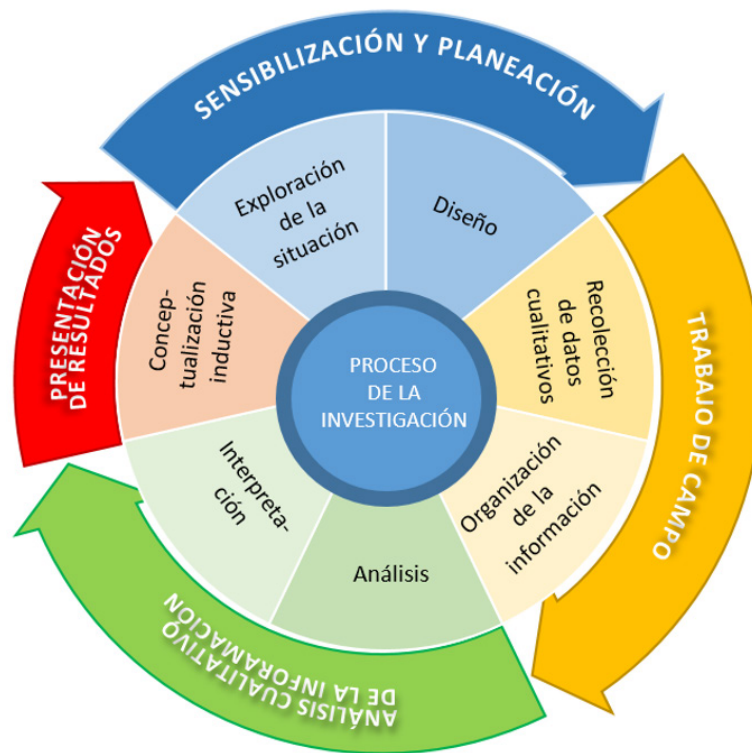 SENSIBILIZACIÓN Y PLANEACIÓN
Exploración
de la
situación
Diseño
TRABAJO DE CAMPO
Recolección
de datos
cualitativos
Organización
de la
información
ANÁLISIS CUALITATIVO
DE LA INFORAMACIÓN
Análisis
Interpreta-
ción
PRESENTACIÓN
DE RESULTADOS
Concep-
tualización
inductiva
PROCESO
DE LA
INVESTIGACIÓN